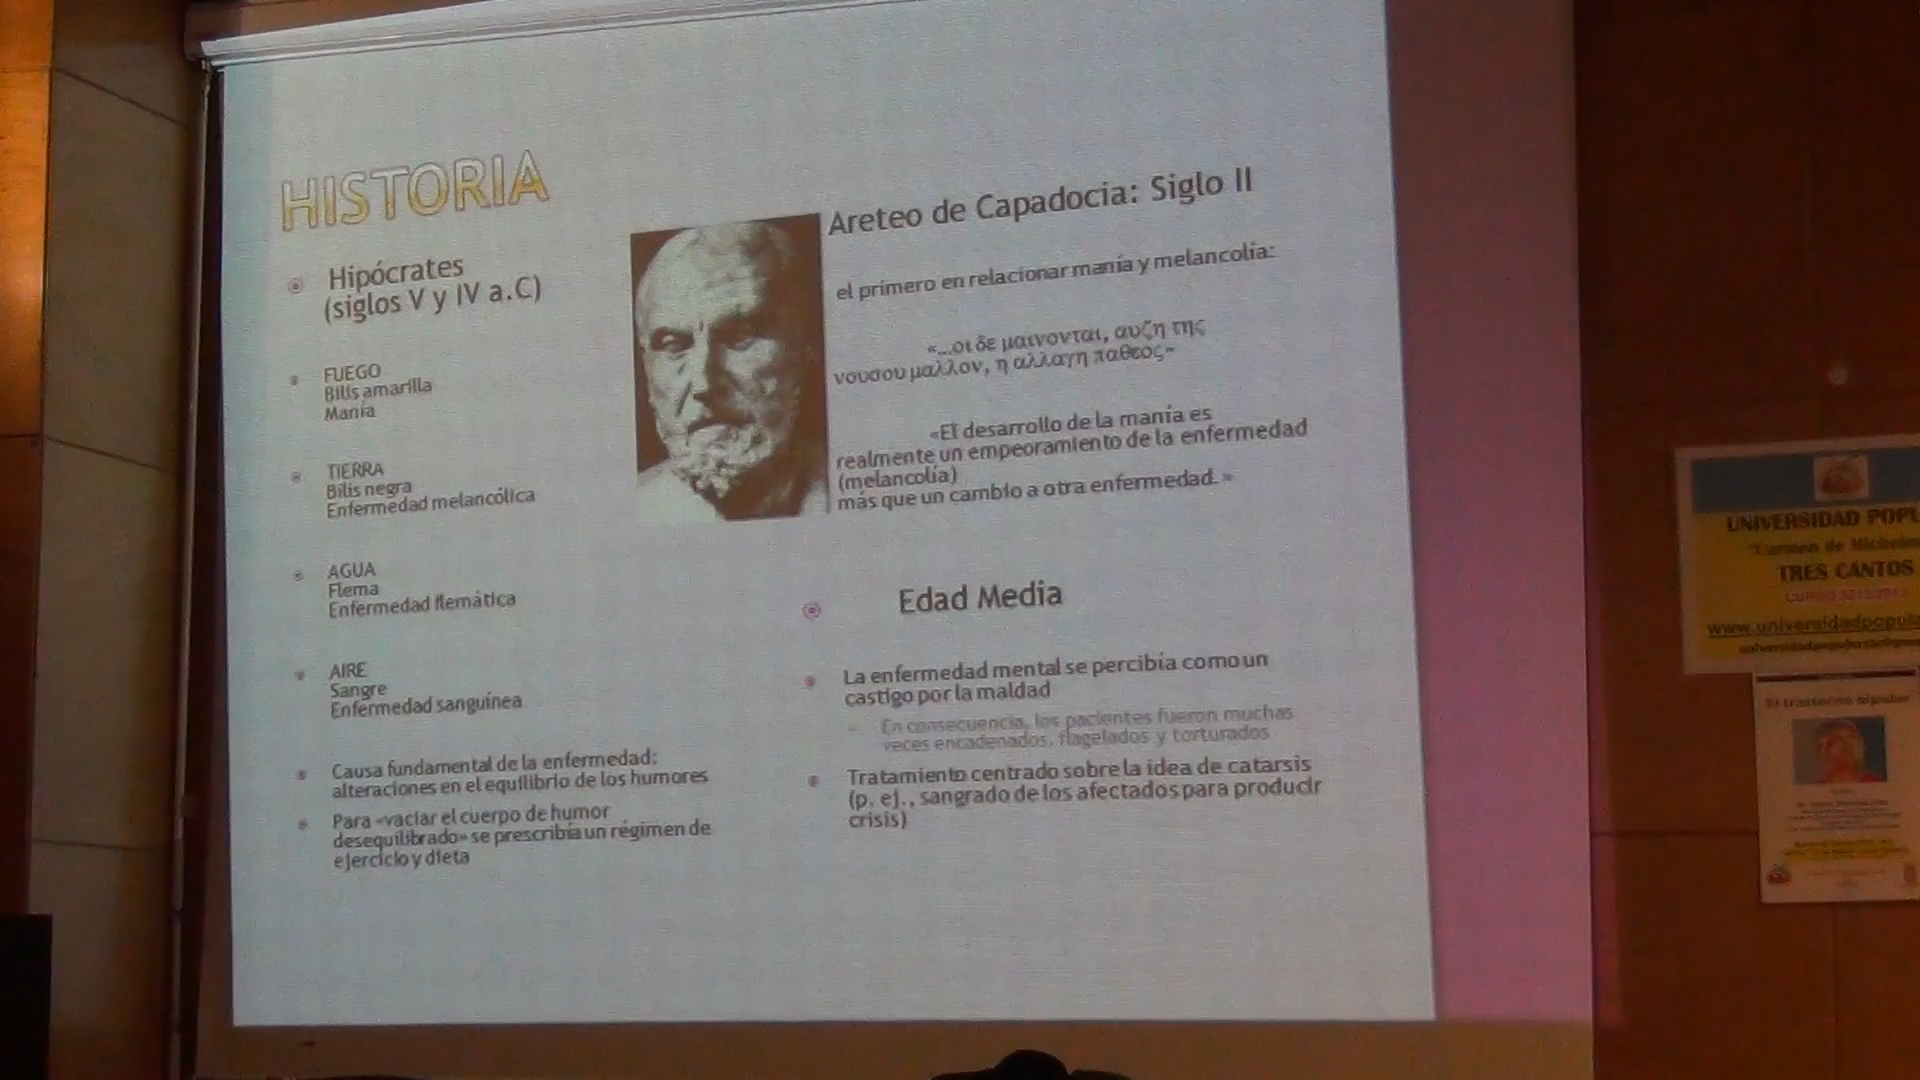 HISTORIA
Hipócrates
(siglos V y IV a.C)
FUEGO
Bilis amarilla
Manía
TIERRA
Bilis negra
Enfermedad melancólica
AGUA
Flema
Enfermedad flemática
AIRE
Sangre
Enfermedad sanguínea
Causa fundamental de la enfermedad:
alteraciones en el equilibrio de los humores
Para «vaciar el cuerpo de humor
desequilibrado» se prescribía un régimen de
ejercicio y dieta
Areteo de Capadocia: Siglo II
el primero en relacionar manía y melancolía:
«...οι δε μαινονται, αυξη της
νουσου μαλλον, η αλλαγη παθεος»
«El desarrollo de la manía es
realmente un empeoramiento de la enfermedad
(melancolía)
más que un cambio a otra enfermedad.»
Edad Media
La enfermedad mental se percibía como un
castigo por la maldad
En consecuencia, los pacientes fueron muchas
veces encadenados, flagelados y torturados
Tratamiento centrado sobre la idea de catarsis
(p. ej., sangrado de los afectados para producir
crisis)
UNIVERSIDAD POPU
"Carmen de
TRES CANTOS
CURSO
www.universidadpopula
El trastorno bipolar